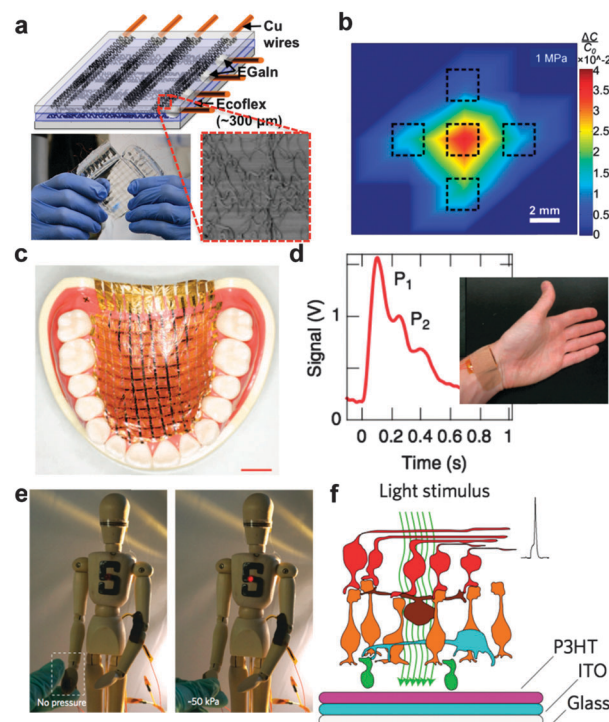 a
Cu
wires
EGaIn
Ecoflex
(~300 μm)
b
1 MPa
ΔC
C₀
×10^-2
4
3.5
3
2.5
2
1.5
1
0.5
0
2 mm
c
d
Signal (V)
1
0
P₁
P₂
0 0.2 0.4 0.6 0.8 1
Time (s)
e
S
No pressure
S
~50 kPa
f
Light stimulus
P3HT
ITO
Glass